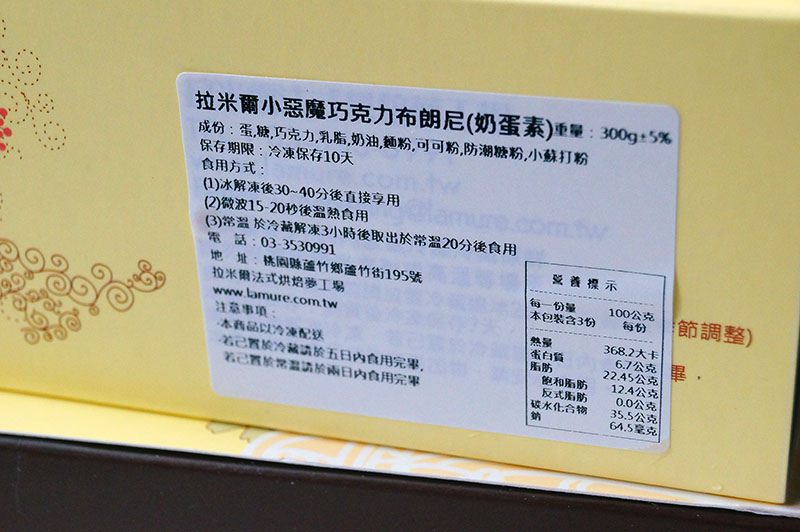 拉米爾小惡魔巧克力布朗尼(奶蛋素)重量：300g±5%
成份：蛋,糖,巧克力,乳脂,奶油,麵粉,可可粉,防潮糖粉,小蘇打粉
保存期限：冷凍保存10天
食用方式：
(1)冰解凍後30~40分後直接享用
(2)微波15-20秒後溫熱食用
(3)常溫 於冷藏解凍3小時後取出於常溫20分後食用
電 話：03-3530991
地 址：桃園縣蘆竹鄉蘆竹街195號
拉米爾法式烘焙夢工場
www.lamure.com.tw
注意事項：
·本商品以冷凍配送
·若已置於冷藏請於五日內食用完畢,
若已置於常溫請於兩日內食用完畢
營養標示
每一份量 100公克
本包裝含3份 每份
熱量 368.2大卡
蛋白質 6.7公克
脂肪 22.45公克
飽和脂肪 12.4公克
反式脂肪 0.0公克
碳水化合物 35.5公克
鈉 64.5毫克
節調整)
畢.
lamure.com.tw
@lamure.com.tw